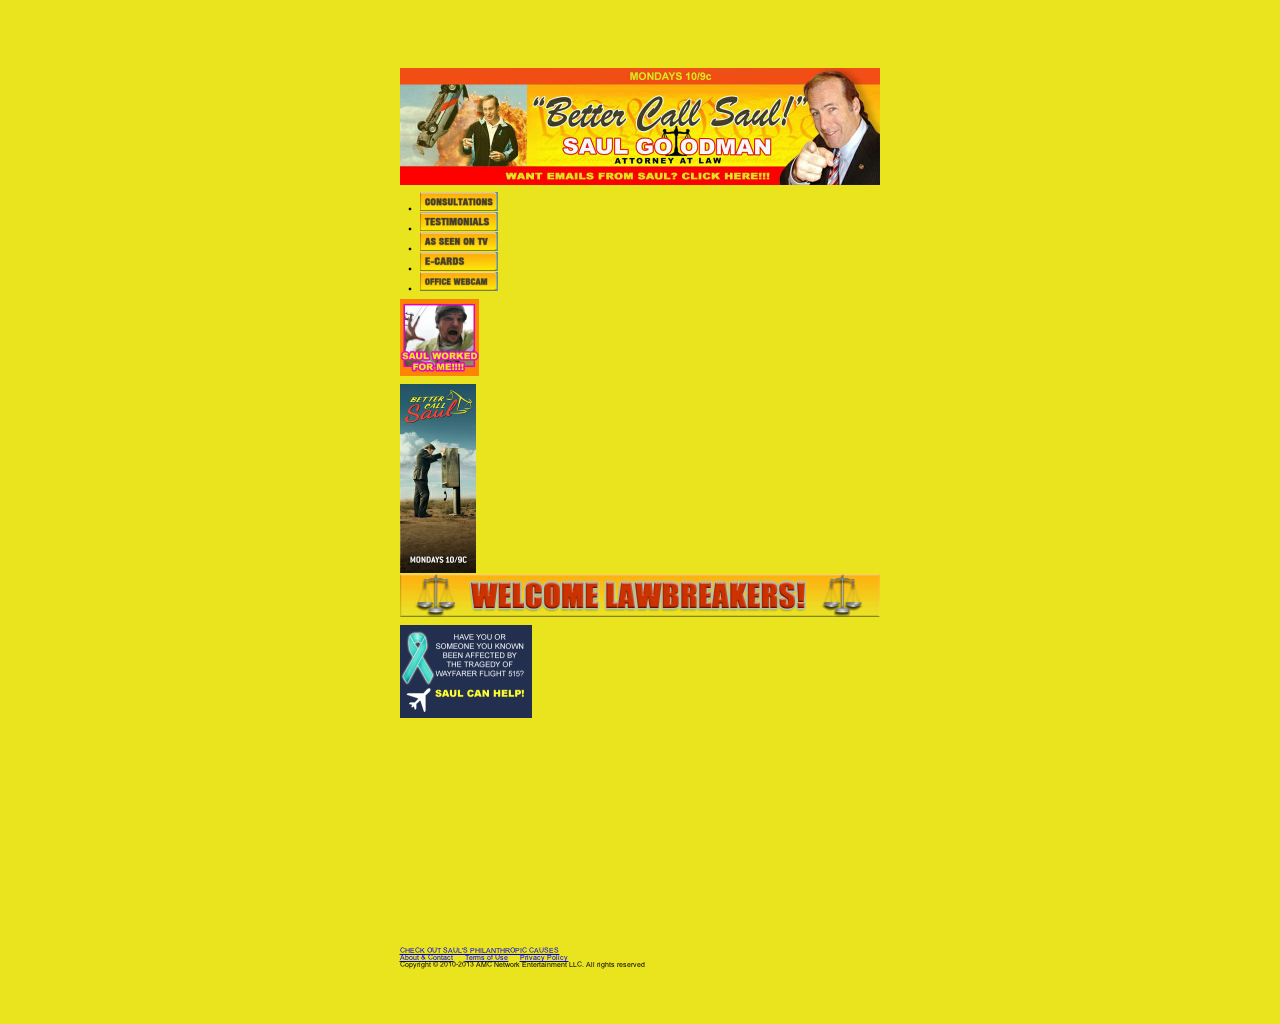 MONDAYS 10/9c
"Better Call Saul!"
SAUL GOODMAN
ATTORNEY AT LAW
WANT EMAILS FROM SAUL? CLICK HERE!!!
CONSULTATIONS
TESTIMONIALS
AS SEEN ON TV
E-CARDS
OFFICE WEBCAM
SAUL WORKED
FOR ME!!!!
BETTER
CALL
Saul
MONDAYS 10/9C
WELCOME LAWBREAKERS!
HAVE YOU OR
SOMEONE YOU KNOWN
BEEN AFFECTED BY
THE TRAGEDY OF
WAYFARER FLIGHT 515?
SAUL CAN HELP!
CHECK OUT SAUL'S PHILANTHROPIC CAUSES
About & Contact Terms of Use Privacy Policy
Copyright © 2010-2013 AMC Network Entertainment LLC. All rights reserved